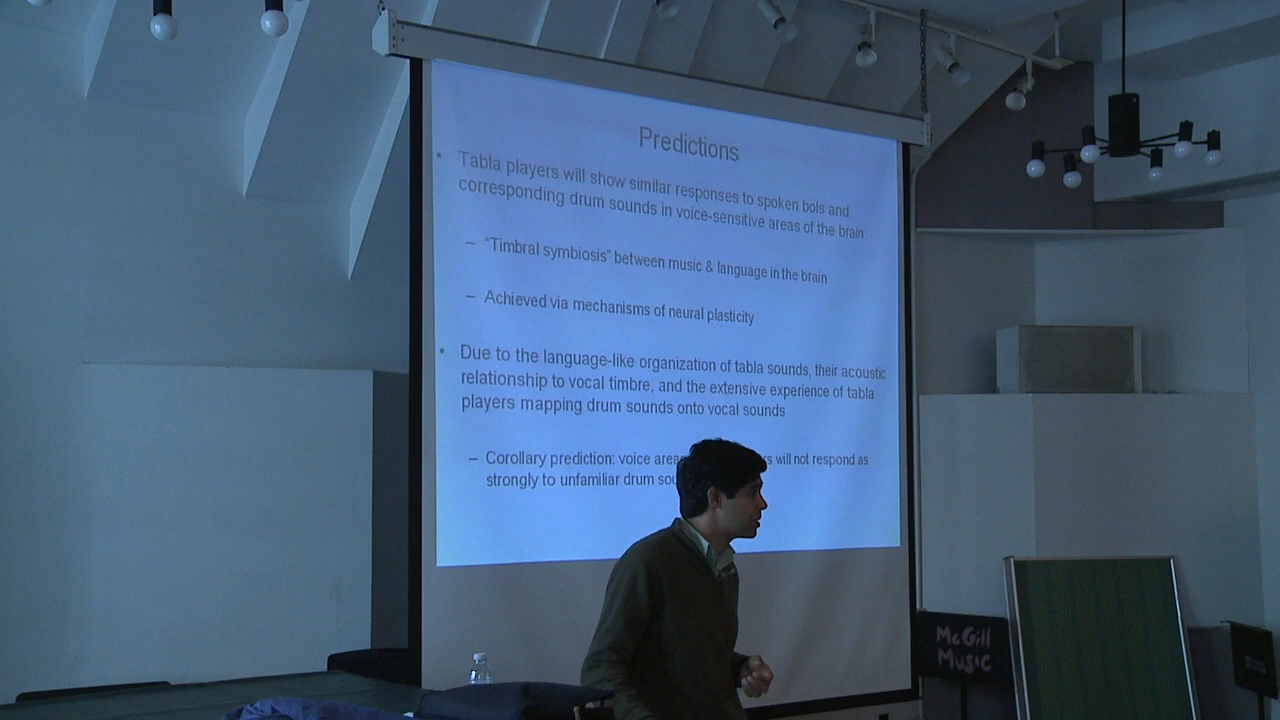 Predictions
• Tabla players will show similar responses to spoken bols and
corresponding drum sounds in voice-sensitive areas of the brain
– “Timbral symbiosis” between music & language in the brain
– Achieved via mechanisms of neural plasticity
• Due to the language-like organization of tabla sounds, their acoustic
relationship to vocal timbre, and the extensive experience of tabla
players mapping drum sounds onto vocal sounds
– Corollary prediction: voice will not respond as
strongly to unfamiliar drum
McGill
Music